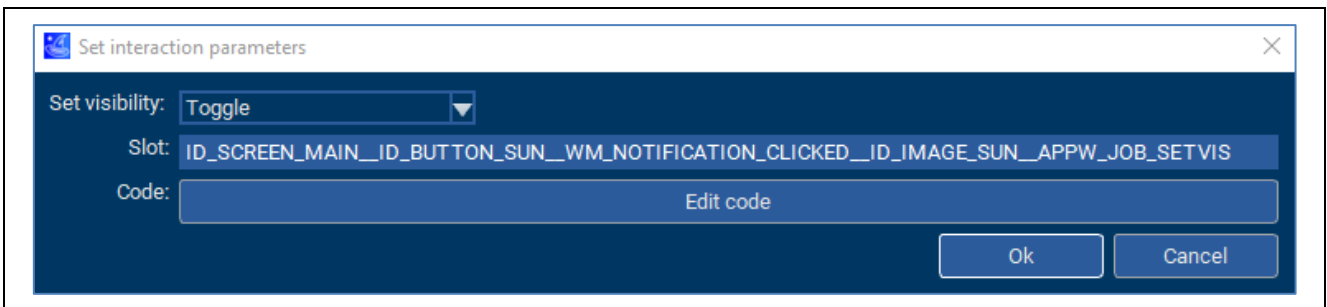 Set interaction parameters
Set visibility: Toggle
Slot: ID_SCREEN_MAIN__ID_BUTTON_SUN__WM_NOTIFICATION_CLICKED__ID_IMAGE_SUN__APPW_JOB_SETVIS
Code: Edit code
Ok Cancel